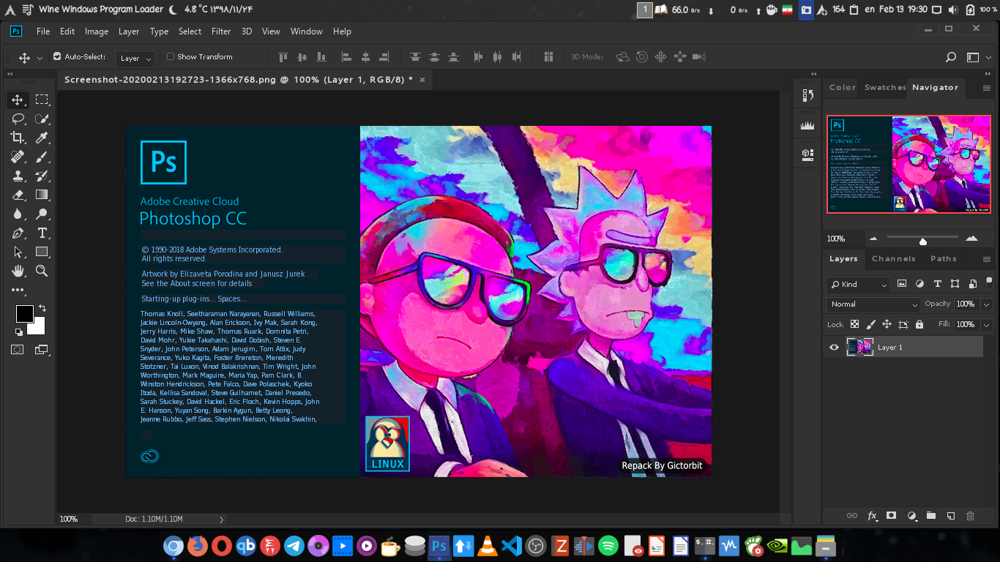 Wine Windows Program Loader 4.8 °C ۱۳۹۸/۱۱/۲۴
1 66.0 B/s 0 B/s 164 en Feb 13 19:30 100 %
Ps File Edit Image Layer Type Select Filter 3D View Window Help
Auto-Select: Layer Show Transform 3D Mode:
Screenshot-20200213192723-1366x768.png @ 100% (Layer 1, RGB/8) * ×
Color Swatches Navigator
Ps
Adobe Creative Cloud
Photoshop CC
© 1990-2018 Adobe Systems Incorporated.
All rights reserved.
Artwork by Elizaveta Porodina and Janusz Jurek
See the About screen for details
Starting-up plug-ins... Spaces...
Thomas Knoll, Seetharaman Narayanan, Russell Williams,
Jackie Lincoln-Owyang, Alan Erickson, Ivy Mak, Sarah Kong,
Jerry Harris, Mike Shaw, Thomas Ruark, Domnita Petri,
David Mohr, Yukie Takahashi, David Dobish, Steven E.
Snyder, John Peterson, Adam Jerugim, Tom Attix, Judy
Severance, Yuko Kagita, Foster Brereton, Meredith
Stotzner, Tai Luxon, Vinod Balakrishnan, Tim Wright, John
Worthington, Mark Maguire, Maria Yap, Pam Clark, B.
Winston Hendrickson, Pete Falco, Dave Polaschek, Kyoko
Itoda, Kellisa Sandoval, Steve Guilhamet, Daniel Presedo,
Sarah Stuckey, David Hackel, Eric Floch, Kevin Hopps, John
E. Hanson, Yuyan Song, Barkin Aygun, Betty Leong,
Jeanne Rubbo, Jeff Sass, Stephen Nielson, Nikolai Svakhin,
LINUX
Repack By Gictorbit
100%
Layers Channels Paths
Kind
Normal Opacity 100%
Lock Fill: 100%
Layer 1
fx
100% Doc: 1.10M/1.10M
qb Ps Z